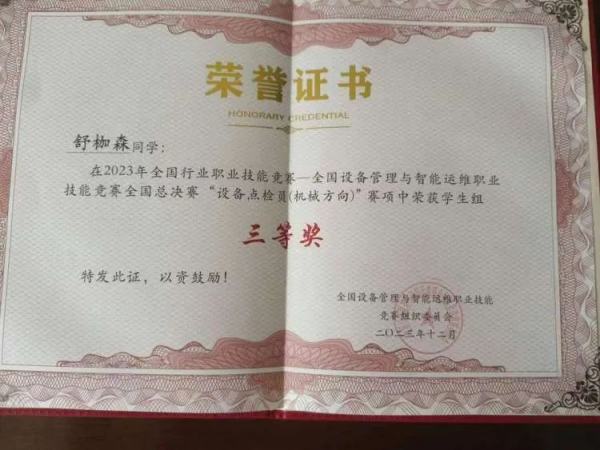 荣誉证书
HONORARY CREDENTIAL
舒枷森同学：
在2023年全国行业职业技能竞赛—全国设备管理与智能运维职业
技能竞赛全国总决赛“设备点检员(机械方向)”赛项中荣获学生组
三等奖
特发此证，以资鼓励！
全国设备管理与智能运维职业技能
竞赛组织委员会
二〇二三年十二月